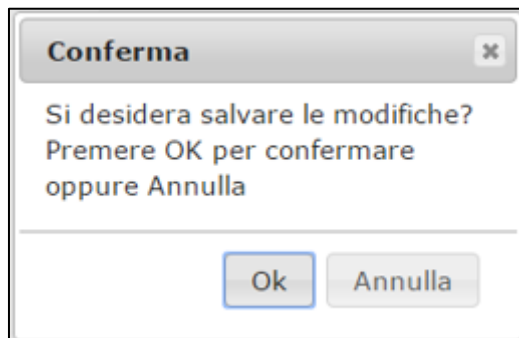 Conferma
Si desidera salvare le modifiche?
Premere OK per confermare
oppure Annulla
Ok
Annulla